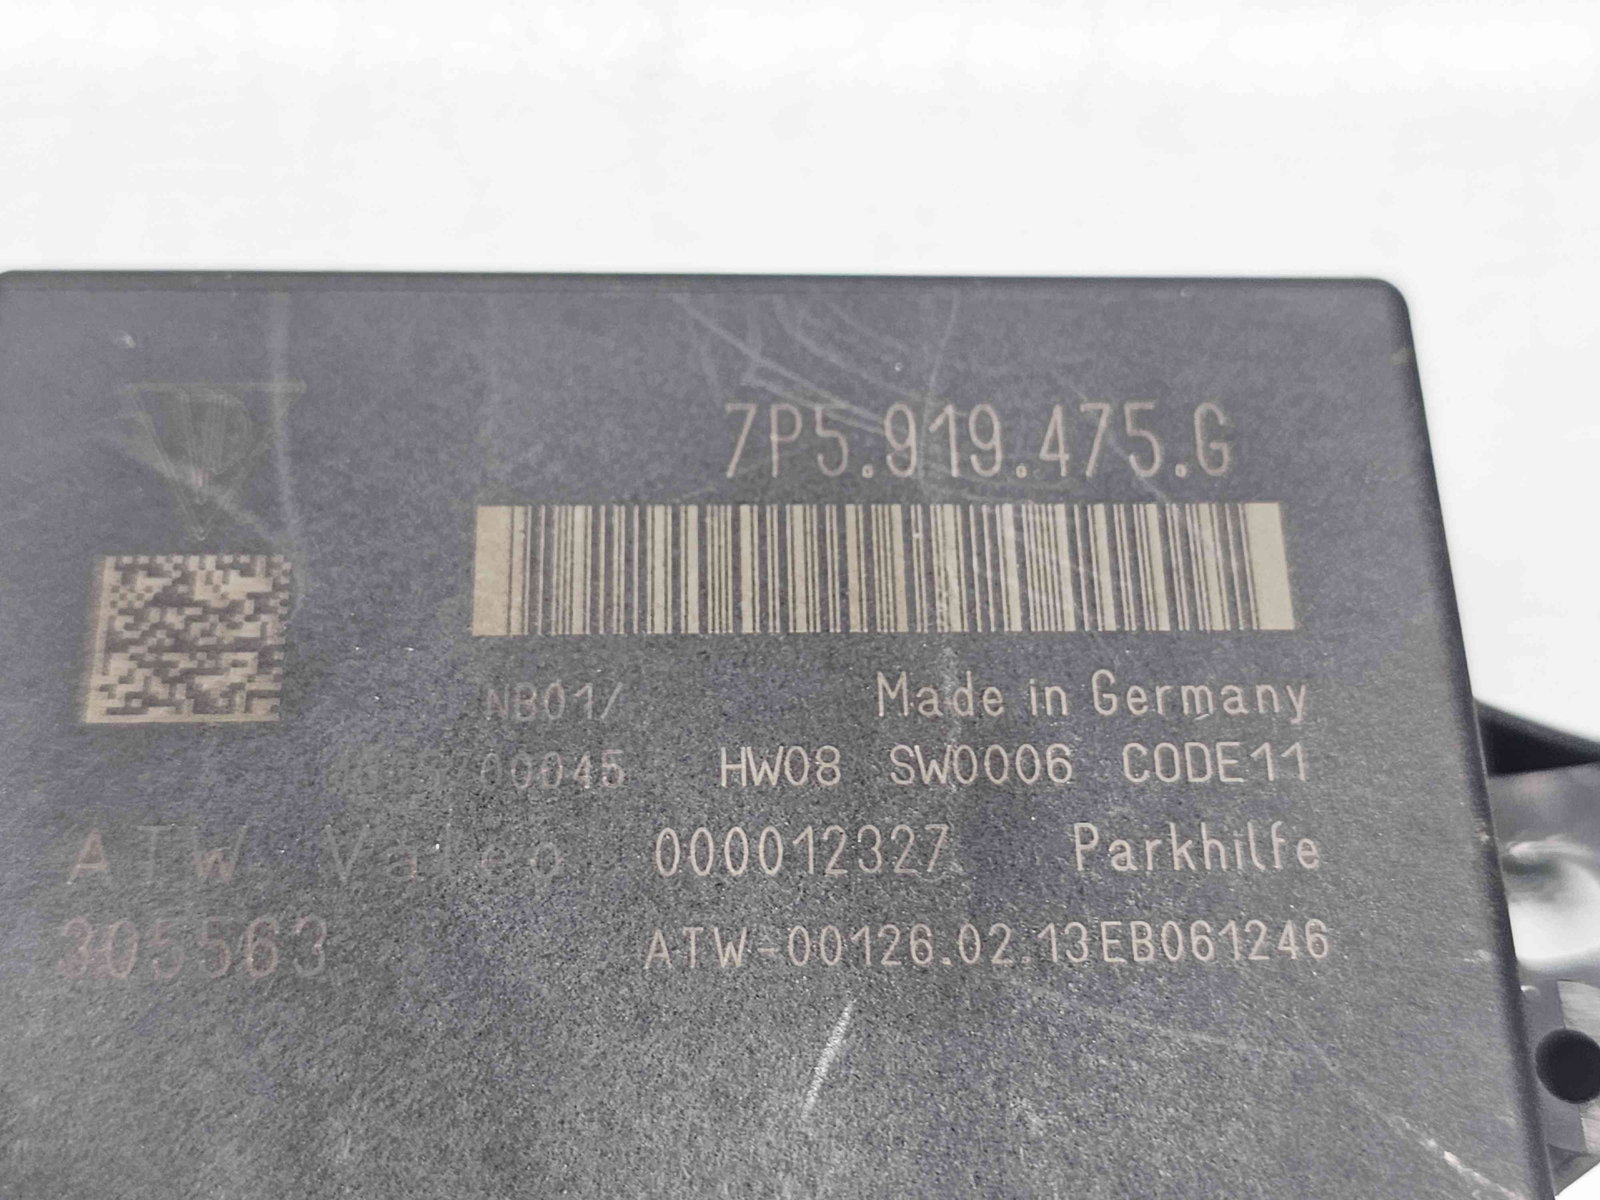 7P5.919.475.G
NB01/ Made in Germany
00045 HW08 SW0006 CODE11
ATW Valeo 000012327 Parkhilfe
305563 ATW-00126.02.13EB061246